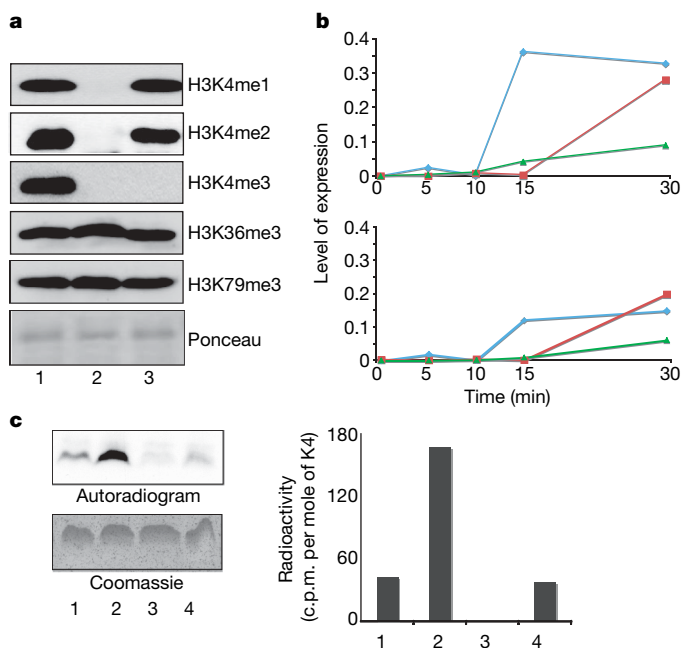 a
H3K4me1
H3K4me2
H3K4me3
H3K36me3
H3K79me3
Ponceau
1 2 3
b
Level of expression
0.4
0.3
0.2
0.1
0
0 5 10 15 30
0.4
0.3
0.2
0.1
0
0 5 10 15 30
Time (min)
c
Autoradiogram
Coomassie
1 2 3 4
Radioactivity
(c.p.m. per mole of K4)
180
120
60
0
1 2 3 4